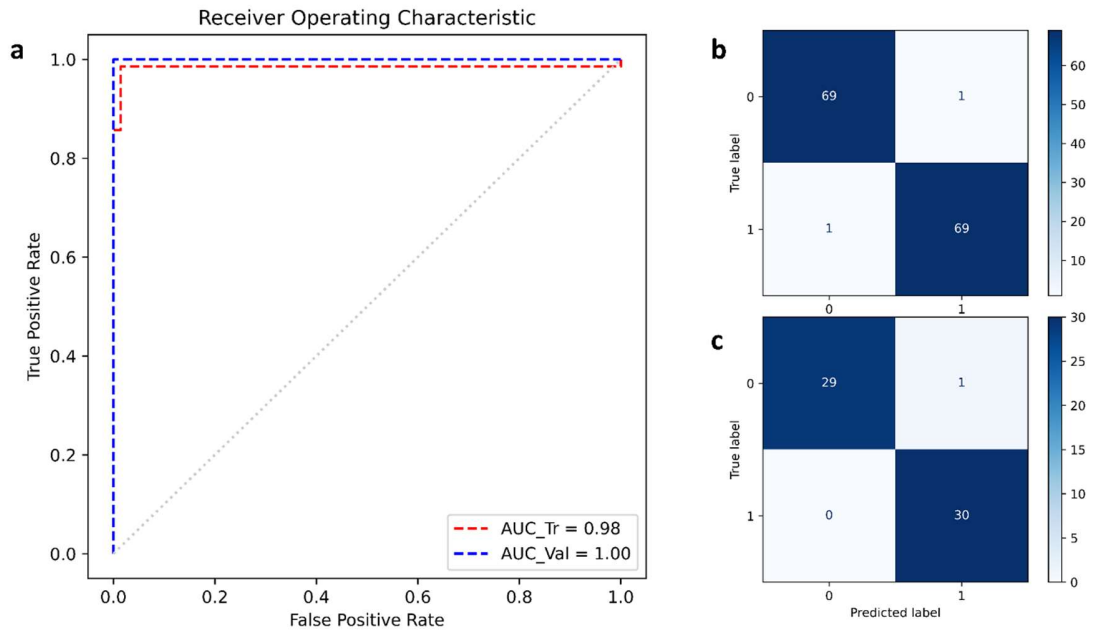 Receiver Operating Characteristic
a
1.0
0.8
0.6
0.4
0.2
0.0
True Positive Rate
0.0 0.2 0.4 0.6 0.8 1.0
False Positive Rate
AUC_Tr = 0.98
AUC_Val = 1.00
b
True label
0 69 1
1 1 69
0 1
60
50
40
30
20
10
c
True label
0 29 1
1 0 30
0 1
Predicted label
30
25
20
15
10
5
0